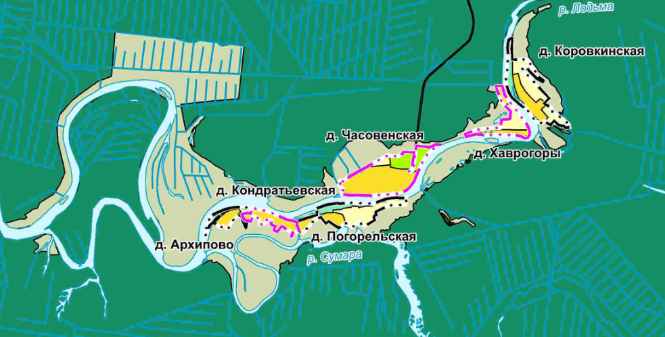 р. Лодьма
д. Коровкинская
д. Часовенская
д. Хаврогоры
д. Кондратьевская
д. Погорельская
д. Архипово
р. Сумара